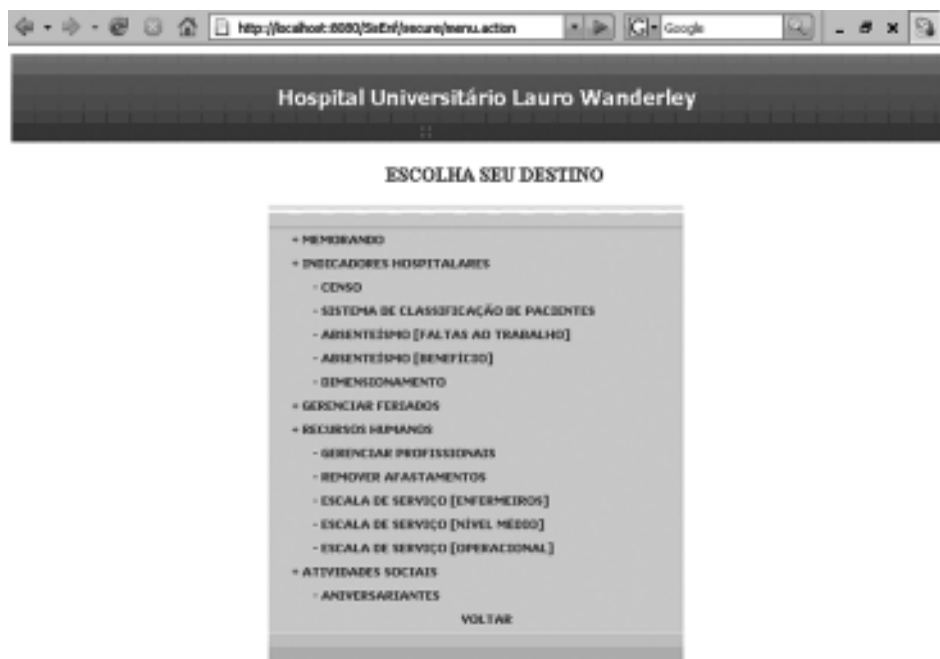 http://localhost:8080/SisEnf/secure/menu.action
G Google
Hospital Universitário Lauro Wanderley
ESCOLHA SEU DESTINO
+ MEMORANDO
+ INDICADORES HOSPITALARES
- CENSO
- SISTEMA DE CLASSIFICAÇÃO DE PACIENTES
- ABSENTEÍSMO [FALTAS AO TRABALHO]
- ABSENTEÍSMO [BENEFÍCIO]
- DIMENSIONAMENTO
+ GERENCIAR FERIADOS
+ RECURSOS HUMANOS
- GERENCIAR PROFISSIONAIS
- REMOVER AFASTAMENTOS
- ESCALA DE SERVIÇO [ENFERMEIROS]
- ESCALA DE SERVIÇO [NÍVEL MÉDIO]
- ESCALA DE SERVIÇO [OPERACIONAL]
+ ATIVIDADES SOCIAIS
- ANIVERSARIANTES
VOLTAR